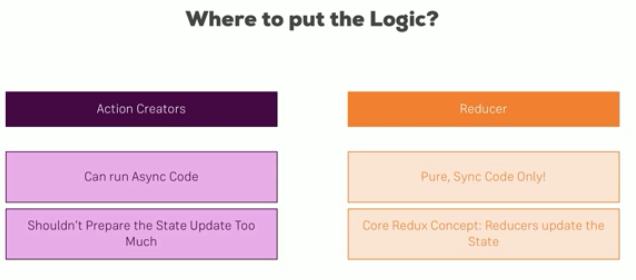 Where to put the Logic?
Action Creators
Reducer
Can run Async Code
Pure, Sync Code Only!
Shouldn't Prepare the State Update Too
Much
Core Redux Concept: Reducers update the
State